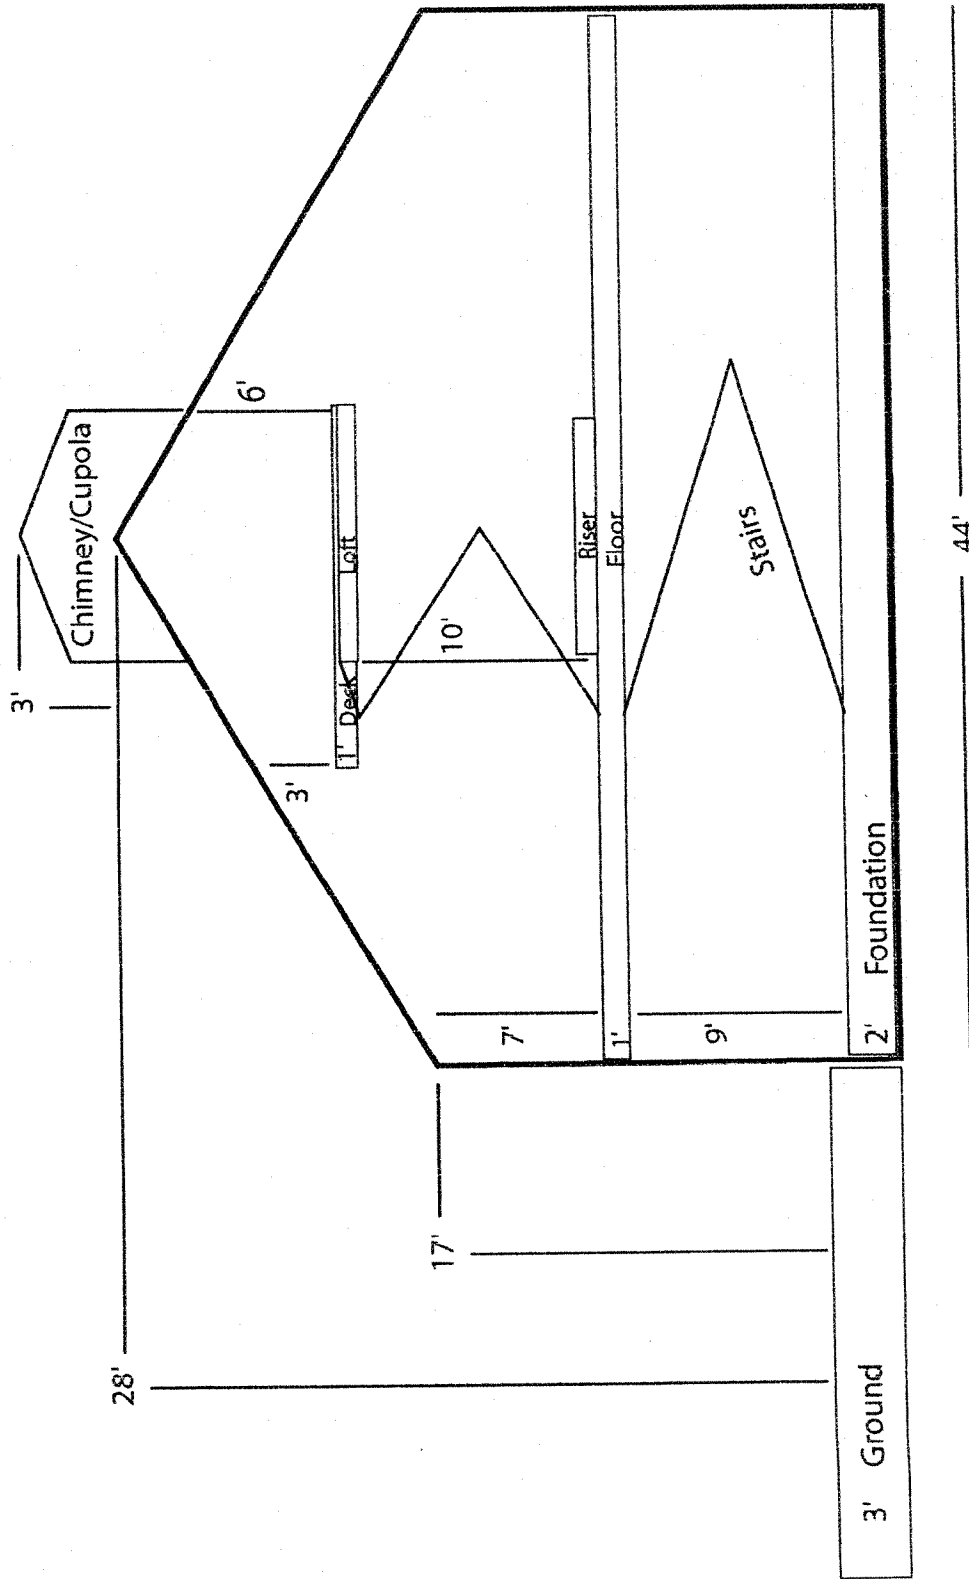 3'
Chimney/Cupola
6'
28'
3'
1' Deck
Loft
10'
17'
7'
Riser
1'
Floor
9'
Stairs
3' Ground
2' Foundation
44'